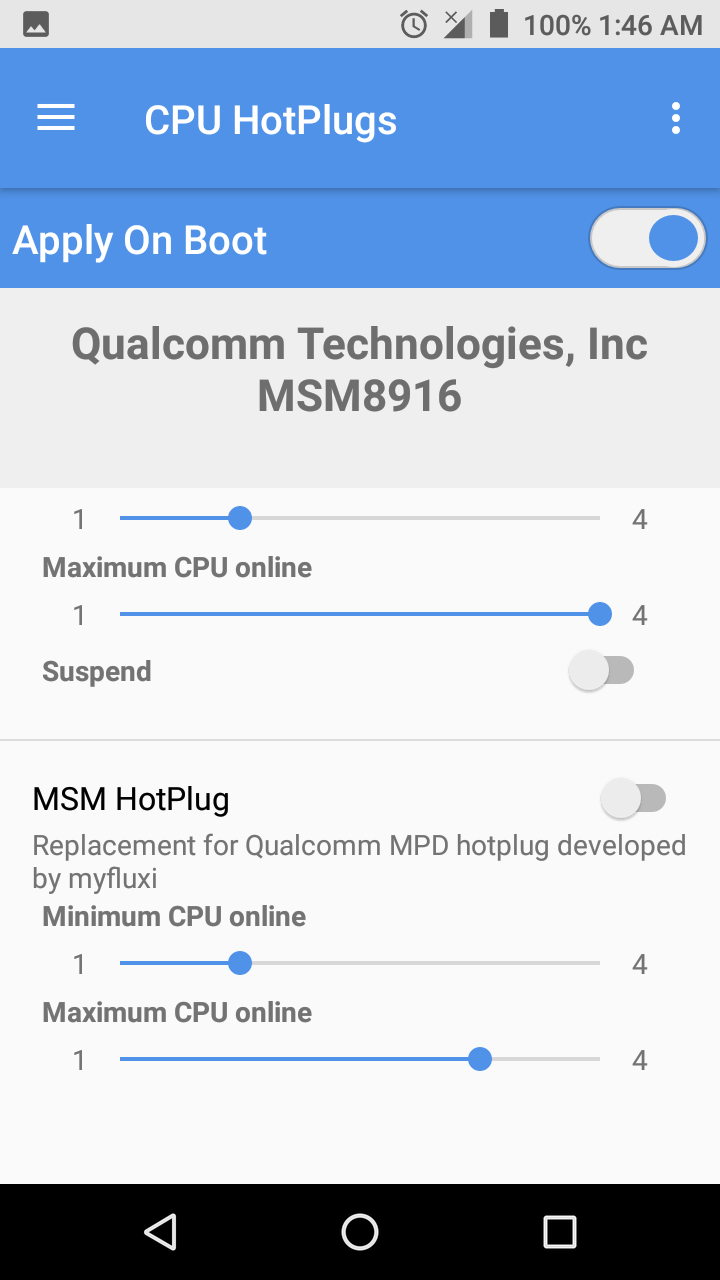 100% 1:46 AM
CPU HotPlugs
Apply On Boot
Qualcomm Technologies, Inc
MSM8916
1 4
Maximum CPU online
1 4
Suspend
MSM HotPlug
Replacement for Qualcomm MPD hotplug developed
by myfluxi
Minimum CPU online
1 4
Maximum CPU online
1 4